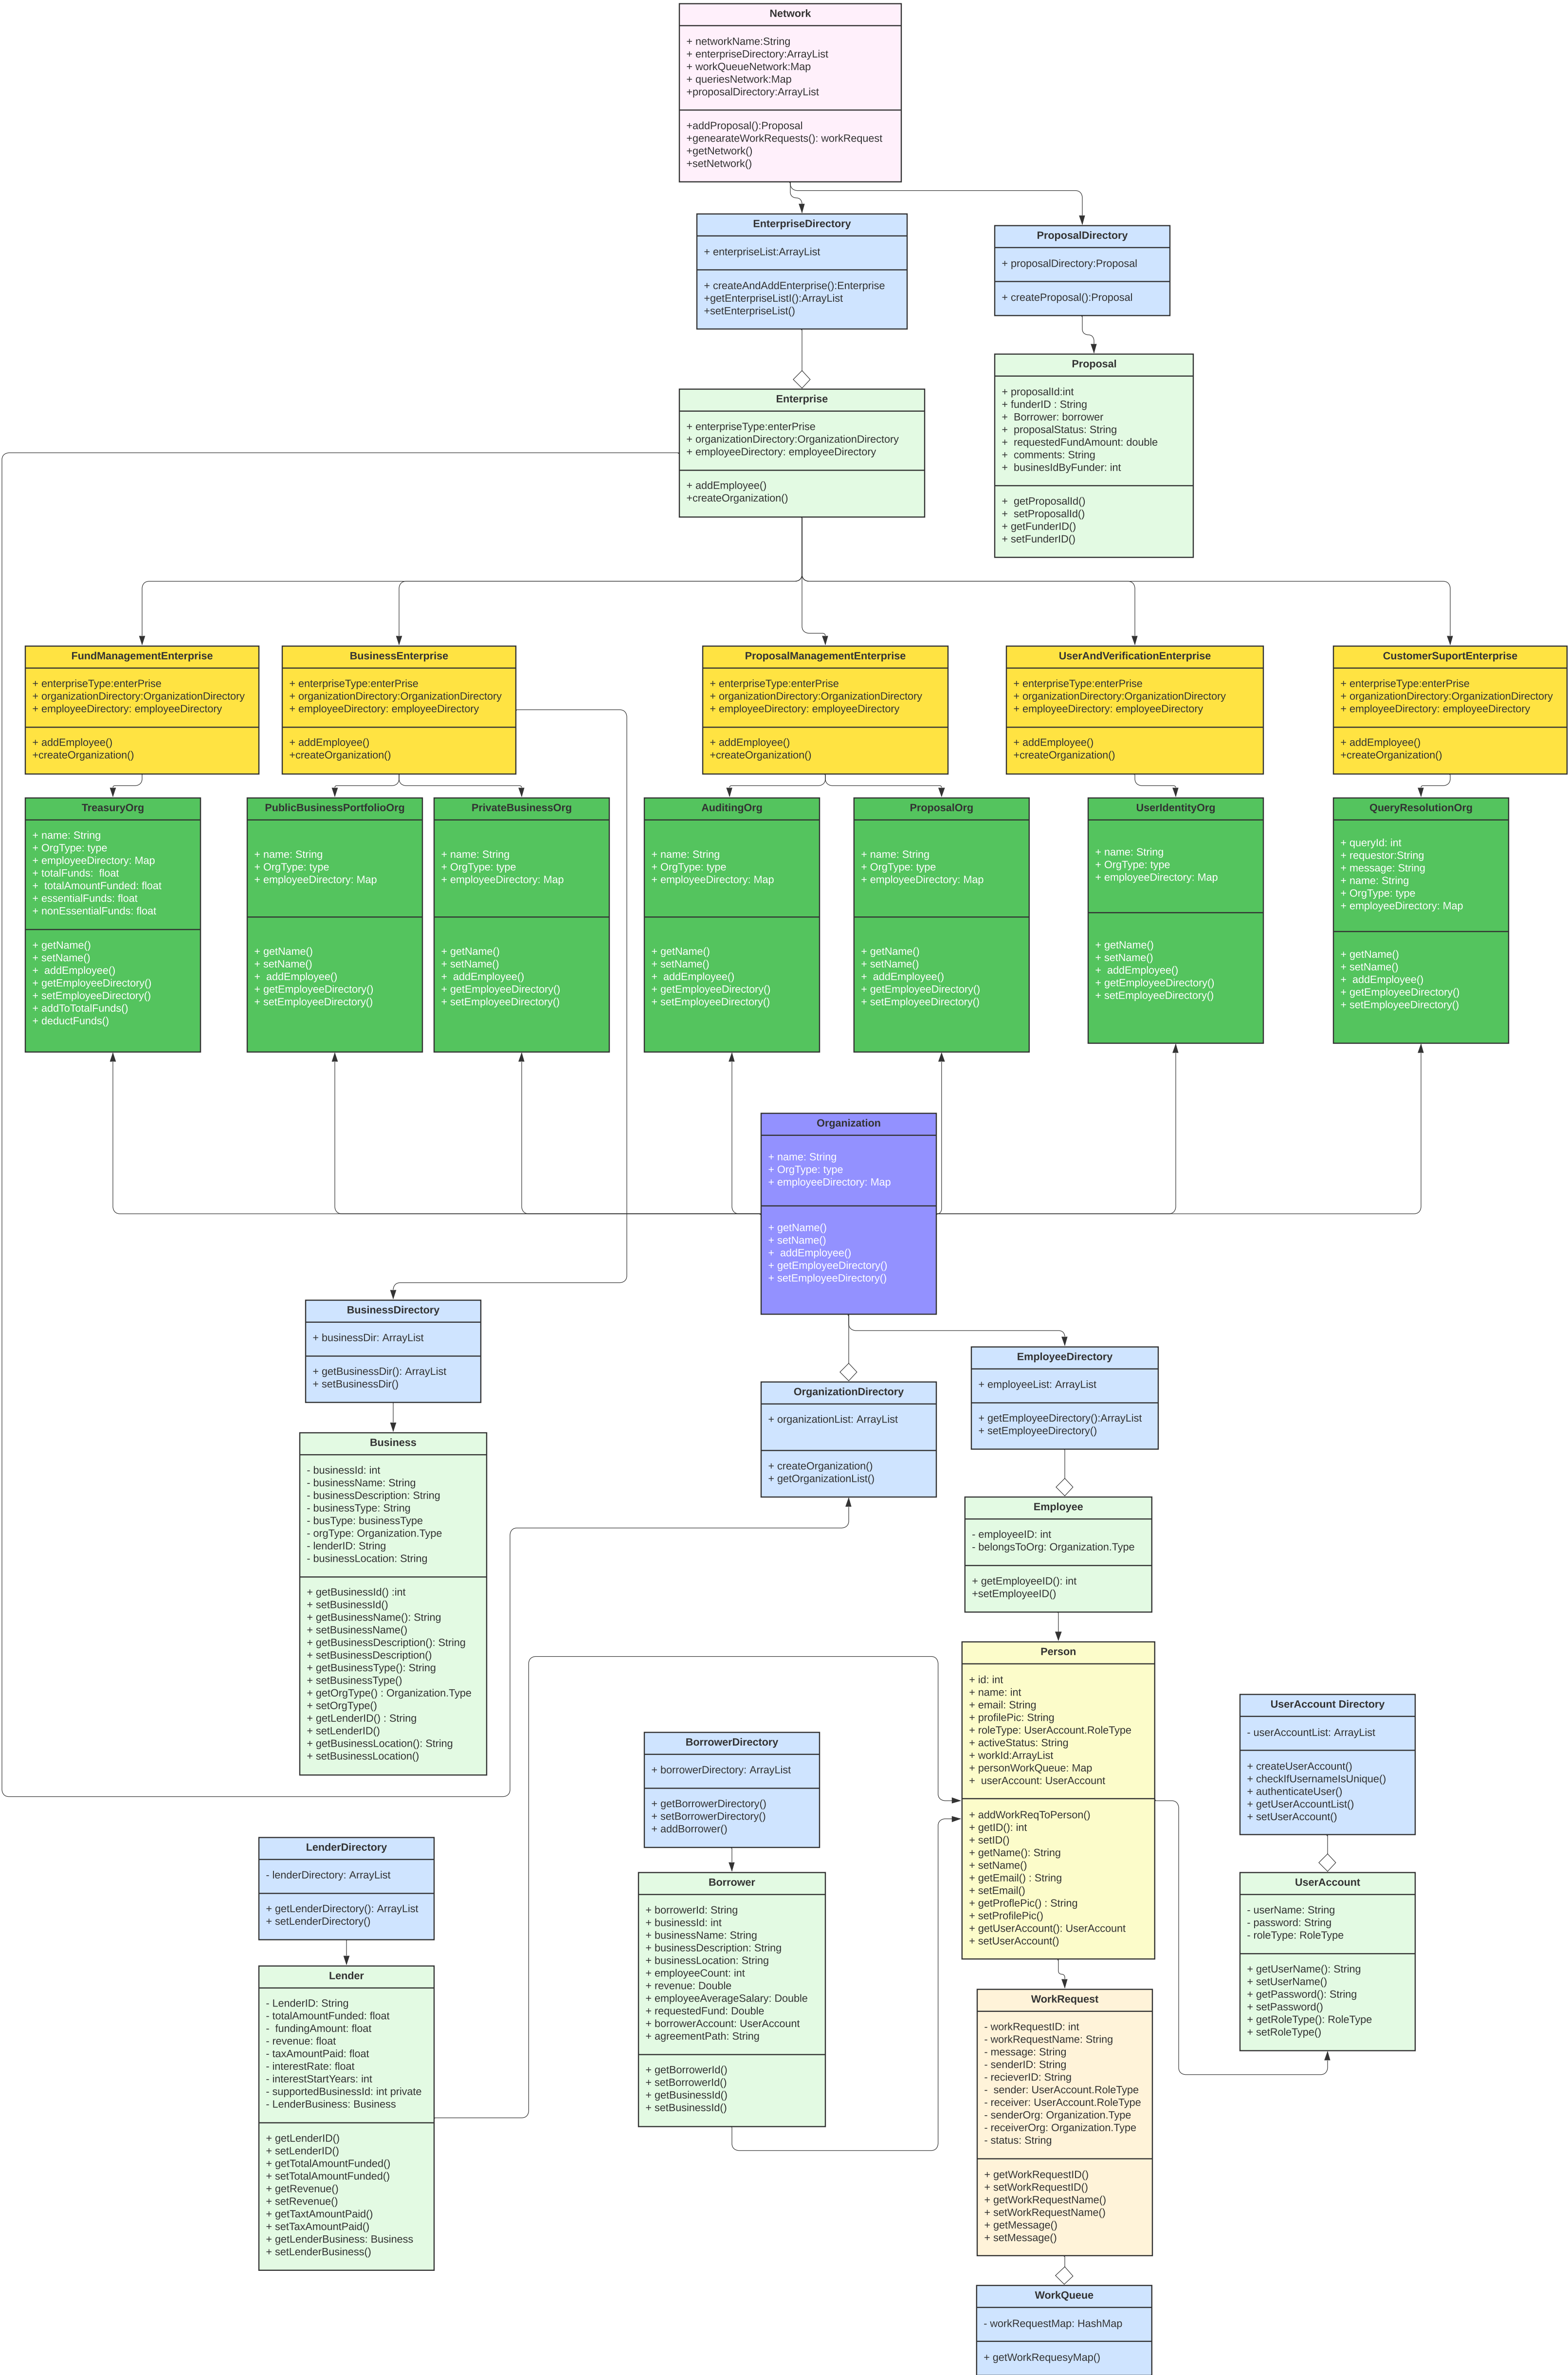 Network
+ networkName:String
+ enterpriseDirectory:ArrayList
+ workQueueNetwork:Map
+ queriesNetwork:Map
+proposalDirectory:ArrayList
+addProposal():Proposal
+genearateWorkRequests(): workRequest
+getNetwork()
+setNetwork()
EnterpriseDirectory
+ enterpriseList:ArrayList
+ createAndAddEnterprise():Enterprise
+getEnterpriseListI():ArrayList
+setEnterpriseList()
ProposalDirectory
+ proposalDirectory:Proposal
+ createProposal():Proposal
Proposal
+ proposalId:int
+ funderID : String
+  Borrower: borrower
+  proposalStatus: String
+  requestedFundAmount: double
+  comments: String
+  businesIdByFunder: int
+  getProposalId()
+  setProposalId()
+ getFunderID()
+ setFunderID()
Enterprise
+ enterpriseType:enterPrise
+ organizationDirectory:OrganizationDirectory
+ employeeDirectory: employeeDirectory
+ addEmployee()
+createOrganization()
FundManagementEnterprise
+ enterpriseType:enterPrise
+ organizationDirectory:OrganizationDirectory
+ employeeDirectory: employeeDirectory
+ addEmployee()
+createOrganization()
BusinessEnterprise
+ enterpriseType:enterPrise
+ organizationDirectory:OrganizationDirectory
+ employeeDirectory: employeeDirectory
+ addEmployee()
+createOrganization()
ProposalManagementEnterprise
+ enterpriseType:enterPrise
+ organizationDirectory:OrganizationDirectory
+ employeeDirectory: employeeDirectory
+ addEmployee()
+createOrganization()
UserAndVerificationEnterprise
+ enterpriseType:enterPrise
+ organizationDirectory:OrganizationDirectory
+ employeeDirectory: employeeDirectory
+ addEmployee()
+createOrganization()
CustomerSuportEnterprise
+ enterpriseType:enterPrise
+ organizationDirectory:OrganizationDirectory
+ employeeDirectory: employeeDirectory
+ addEmployee()
+createOrganization()
TreasuryOrg
+ name: String
+ OrgType: type
+ employeeDirectory: Map
+ totalFunds:  float
+  totalAmountFunded: float
+ essentialFunds: float
+ nonEssentialFunds: float
+ getName()
+ setName()
+  addEmployee()
+ getEmployeeDirectory()
+ setEmployeeDirectory()
+ addToTotalFunds()
+ deductFunds()
PublicBusinessPortfolioOrg
+ name: String
+ OrgType: type
+ employeeDirectory: Map
+ getName()
+ setName()
+  addEmployee()
+ getEmployeeDirectory()
+ setEmployeeDirectory()
PrivateBusinessOrg
+ name: String
+ OrgType: type
+ employeeDirectory: Map
+ getName()
+ setName()
+  addEmployee()
+ getEmployeeDirectory()
+ setEmployeeDirectory()
AuditingOrg
+ name: String
+ OrgType: type
+ employeeDirectory: Map
+ getName()
+ setName()
+  addEmployee()
+ getEmployeeDirectory()
+ setEmployeeDirectory()
ProposalOrg
+ name: String
+ OrgType: type
+ employeeDirectory: Map
+ getName()
+ setName()
+  addEmployee()
+ getEmployeeDirectory()
+ setEmployeeDirectory()
UserIdentityOrg
+ name: String
+ OrgType: type
+ employeeDirectory: Map
+ getName()
+ setName()
+  addEmployee()
+ getEmployeeDirectory()
+ setEmployeeDirectory()
QueryResolutionOrg
+ queryId: int
+ requestor:String
+ message: String
+ name: String
+ OrgType: type
+ employeeDirectory: Map
+ getName()
+ setName()
+  addEmployee()
+ getEmployeeDirectory()
+ setEmployeeDirectory()
Organization
+ name: String
+ OrgType: type
+ employeeDirectory: Map
+ getName()
+ setName()
+  addEmployee()
+ getEmployeeDirectory()
+ setEmployeeDirectory()
BusinessDirectory
+ businessDir: ArrayList
+ getBusinessDir(): ArrayList
+ setBusinessDir()
OrganizationDirectory
+ organizationList: ArrayList
+ createOrganization()
+ getOrganizationList()
EmployeeDirectory
+ employeeList: ArrayList
+ getEmployeeDirectory():ArrayList
+ setEmployeeDirectory()
Business
- businessId: int
- businessName: String
- businessDescription: String
- businessType: String
- busType: businessType
- orgType: Organization.Type
- lenderID: String
- businessLocation: String
+ getBusinessId() :int
+ setBusinessId()
+ getBusinessName(): String
+ setBusinessName()
+ getBusinessDescription(): String
+ setBusinessDescription()
+ getBusinessType(): String
+ setBusinessType()
+ getOrgType() : Organization.Type
+ setOrgType()
+ getLenderID() : String
+ setLenderID()
+ getBusinessLocation(): String
+ setBusinessLocation()
Employee
- employeeID: int
- belongsToOrg: Organization.Type
+ getEmployeeID(): int
+setEmployeeID()
Person
+ id: int
+ name: int
+ email: String
+ profilePic: String
+ roleType: UserAccount.RoleType
+ activeStatus: String
+ workId:ArrayList
+ personWorkQueue: Map
+  userAccount: UserAccount
+ addWorkReqToPerson()
+ getID(): int
+ setID()
+ getName(): String
+ setName()
+ getEmail() : String
+ setEmail()
+ getProflePic() : String
+ setProfilePic()
+ getUserAccount(): UserAccount
+ setUserAccount()
UserAccount Directory
- userAccountList: ArrayList
+ createUserAccount()
+ checkIfUsernameIsUnique()
+ authenticateUser()
+ getUserAccountList()
+ setUserAccount()
BorrowerDirectory
+ borrowerDirectory: ArrayList
+ getBorrowerDirectory()
+ setBorrowerDirectory()
+ addBorrower()
LenderDirectory
- lenderDirectory: ArrayList
+ getLenderDirectory(): ArrayList
+ setLenderDirectory()
Borrower
+ borrowerId: String
+ businessId: int
+ businessName: String
+ businessDescription: String
+ businessLocation: String
+ employeeCount: int
+ revenue: Double
+ employeeAverageSalary: Double
+ requestedFund: Double
+ borrowerAccount: UserAccount
+ agreementPath: String
+ getBorrowerId()
+ setBorrowerId()
+ getBusinessId()
+ setBusinessId()
UserAccount
- userName: String
- password: String
- roleType: RoleType
+ getUserName(): String
+ setUserName()
+ getPassword(): String
+ setPassword()
+ getRoleType(): RoleType
+ setRoleType()
Lender
- LenderID: String
- totalAmountFunded: float
-  fundingAmount: float
- revenue: float
- taxAmountPaid: float
- interestRate: float
- interestStartYears: int
- supportedBusinessId: int private
- LenderBusiness: Business
+ getLenderID()
+ setLenderID()
+ getTotalAmountFunded()
+ setTotalAmountFunded()
+ getRevenue()
+ setRevenue()
+ getTaxtAmountPaid()
+ setTaxAmountPaid()
+ getLenderBusiness: Business
+ setLenderBusiness()
WorkRequest
- workRequestID: int
- workRequestName: String
- message: String
- senderID: String
- recieverID: String
-  sender: UserAccount.RoleType
- receiver: UserAccount.RoleType
- senderOrg: Organization.Type
- receiverOrg: Organization.Type
- status: String
+ getWorkRequestID()
+ setWorkRequestID()
+ getWorkRequestName()
+ setWorkRequestName()
+ getMessage()
+ setMessage()
WorkQueue
- workRequestMap: HashMap
+ getWorkRequesyMap()